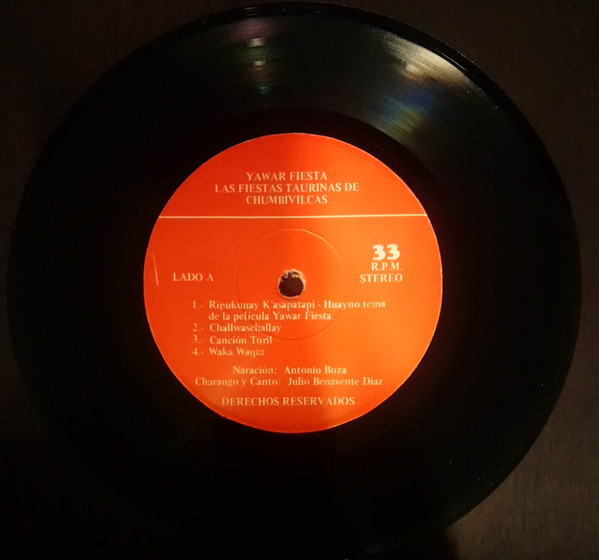 YAWAR FIESTA
LAS FIESTAS TAURINAS DE
CHUMBIVILCAS
33
R.P.M.
LADO A
STEREO
1.- Ripukunay K'asapatapi - Huayno tema
de la película Yawar Fiesta
2.- Challwaschallay
3.- Canción Toril
4.- Waka Waqra
Naración: Antonio Boza
Charango y Canto: Julio Benavente Diaz
DERECHOS RESERVADOS